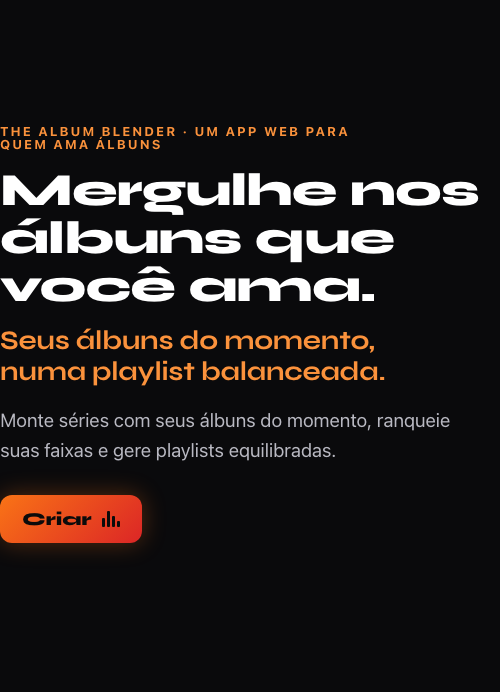 THE ALBUM BLENDER · UM APP WEB PARA
QUEM AMA ÁLBUNS
Mergulhe nos
álbuns que
você ama.
Seus álbuns do momento,
numa playlist balanceada.
Monte séries com seus álbuns do momento, ranqueie
suas faixas e gere playlists equilibradas.
Criar